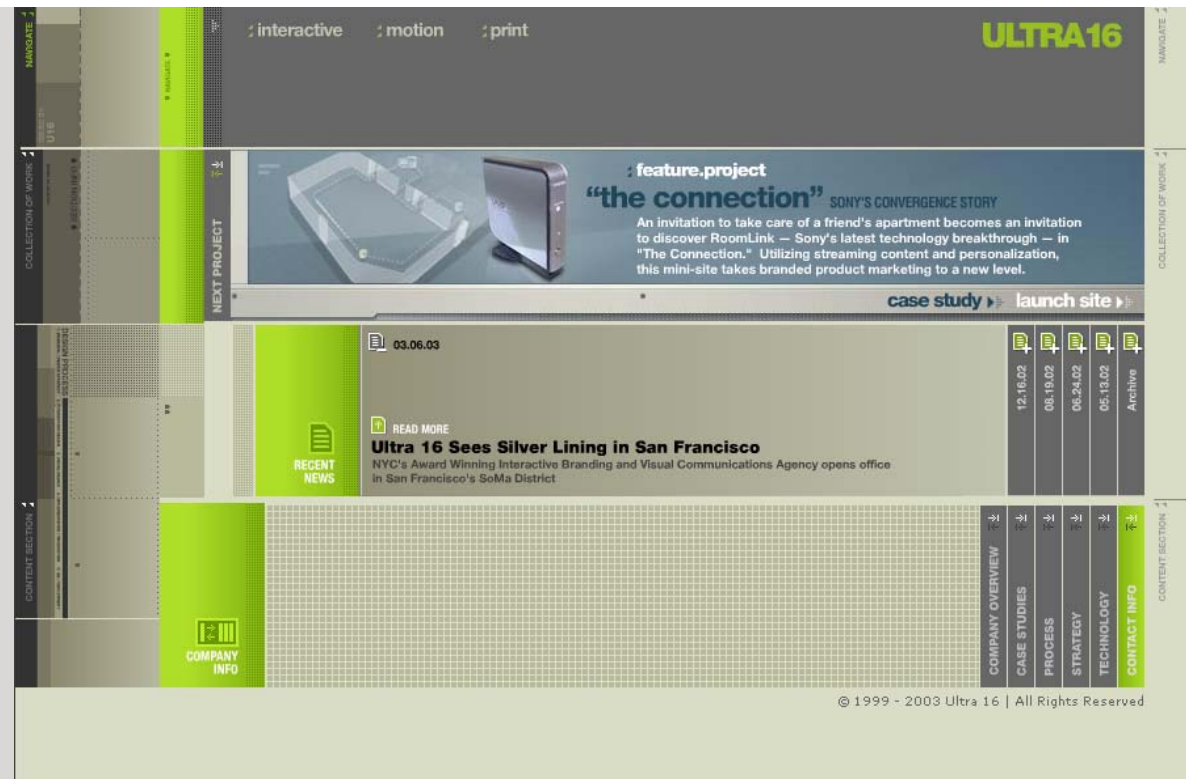 NAVIGATE
NAVIGATE
U16
: interactive
: motion
: print
ULTRA16
NAVIGATE
COLLECTION OF WORK
SECTION INFO
NEXT PROJECT
: feature.project
“the connection” SONY'S CONVERGENCE STORY
An invitation to take care of a friend's apartment becomes an invitation
to discover RoomLink — Sony's latest technology breakthrough — in
"The Connection." Utilizing streaming content and personalization,
this mini-site takes branded product marketing to a new level.
case study
launch site
COLLECTION OF WORK
DESIGN PROCESS
RECENT
NEWS
03.06.03
READ MORE
Ultra 16 Sees Silver Lining in San Francisco
NYC's Award Winning Interactive Branding and Visual Communications Agency opens office
in San Francisco's SoMa District
12.16.02
08.19.02
06.24.02
05.13.02
Archive
CONTENT SECTION
COMPANY
INFO
COMPANY OVERVIEW
CASE STUDIES
PROCESS
STRATEGY
TECHNOLOGY
CONTACT INFO
CONTENT SECTION
© 1999 - 2003 Ultra 16 | All Rights Reserved